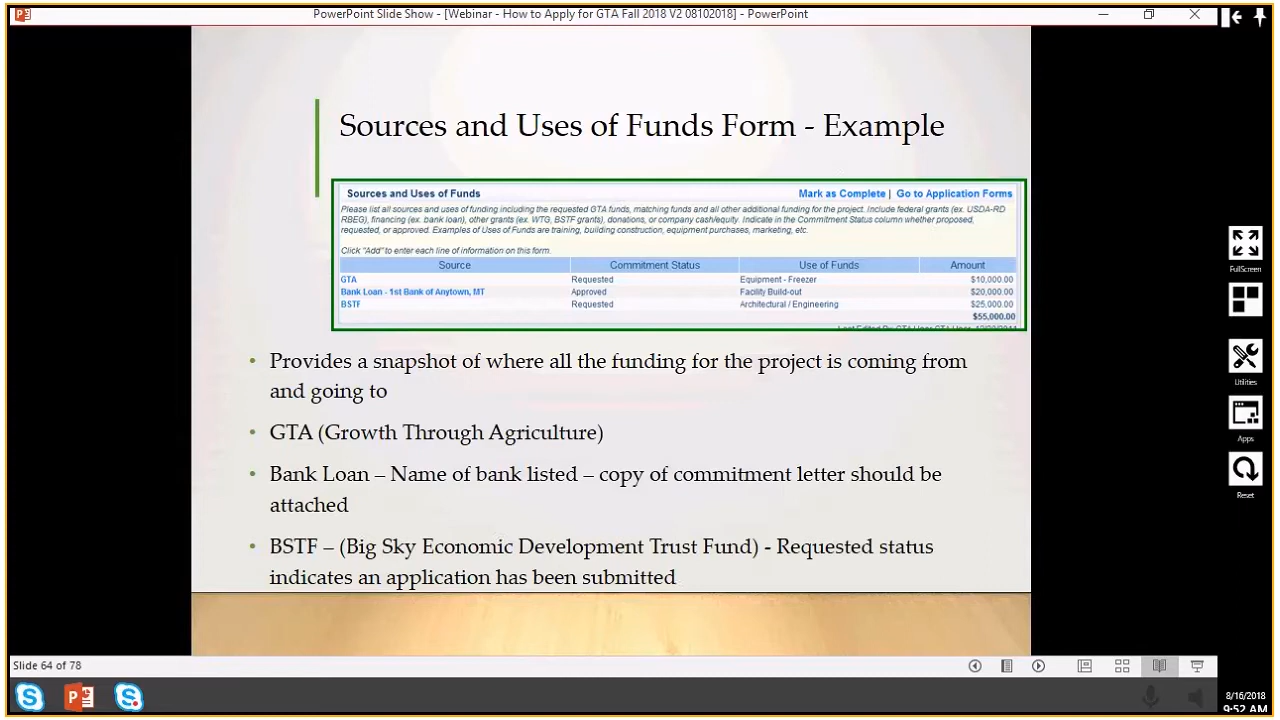 PowerPoint Slide Show - [Webinar - How to Apply for GTA Fall 2018 V2 08102018] - PowerPoint
Sources and Uses of Funds Form - Example
Sources and Uses of Funds
Mark as Complete | Go to Application Forms
Please list all sources and uses of funding including the requested GTA funds, matching funds and all other additional funding for the project. Include federal grants (ex. USDA-RD
RBEG), financing (ex. bank loan), other grants (ex. WTG, BSTF grants), donations, or company cash/equity. Indicate in the Commitment Status column whether proposed,
requested, or approved. Examples of Uses of Funds are training, building construction, equipment purchases, marketing, etc.
Click "Add" to enter each line of information on this form.
Source Commitment Status Use of Funds Amount
GTA Requested Equipment - Freezer $10,000.00
Bank Loan - 1st Bank of Anytown, MT Approved Facility Build-out $20,000.00
BSTF Requested Architectural / Engineering $25,000.00
$55,000.00
Last Edited By: GTA User GTA User
• Provides a snapshot of where all the funding for the project is coming from
and going to
• GTA (Growth Through Agriculture)
• Bank Loan – Name of bank listed – copy of commitment letter should be
attached
• BSTF – (Big Sky Economic Development Trust Fund) - Requested status
indicates an application has been submitted
FullScreen
Utilities
Apps
Reset
Slide 64 of 78
8/16/2018
9:52 AM